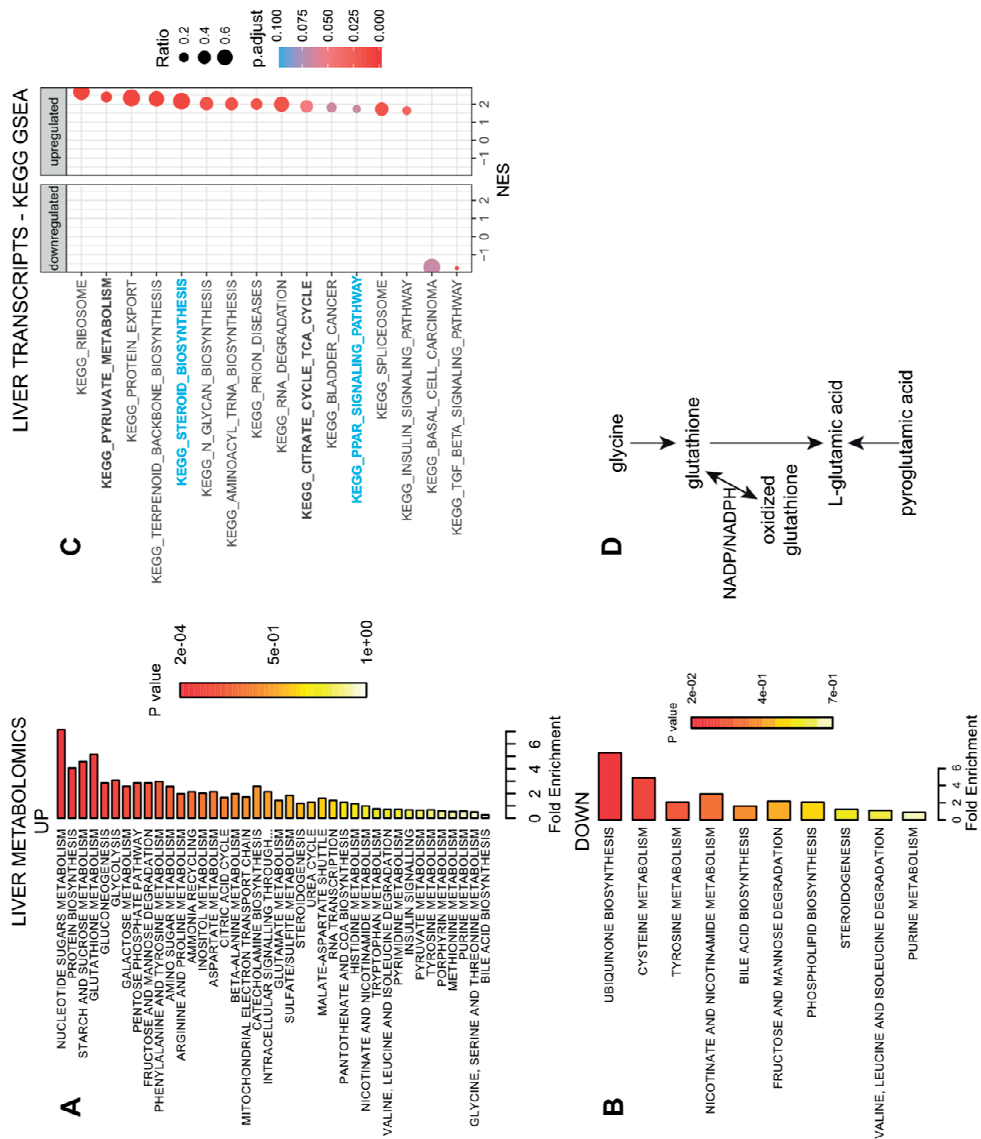 LIVER METABOLOMICS
A
UP
NUCLEOTIDE SUGARS METABOLISM
PROTEIN BIOSYNTHESIS
STARCH AND SUCROSE METABOLISM
GLUTATHIONE METABOLISM
GLUCONEOGENESIS
GLYCOLYSIS
GALACTOSE METABOLISM
PENTOSE PHOSPHATE PATHWAY
FRUCTOSE AND MANNOSE DEGRADATION
PHENYLALANINE AND TYROSINE METABOLISM
AMINO SUGAR METABOLISM
ARGININE AND PROLINE METABOLISM
AMMONIA RECYCLING
INOSITOL METABOLISM
ASPARTATE METABOLISM
CITRIC ACID CYCLE
BETA-ALANINE METABOLISM
MITOCHONDRIAL ELECTRON TRANSPORT CHAIN
CATECHOLAMINE BIOSYNTHESIS
INTRACELLULAR SIGNALLING THROUGH...
GLUTAMATE METABOLISM
SULFATE/SULFITE METABOLISM
STEROIDOGENESIS
UREA CYCLE
MALATE-ASPARTATE SHUTTLE
RNA TRANSCRIPTION
PANTOTHENATE AND COA BIOSYNTHESIS
HISTIDINE METABOLISM
NICOTINATE AND NICOTINAMIDE METABOLISM
TRYPTOPHAN METABOLISM
VALINE, LEUCINE AND ISOLEUCINE DEGRADATION
PYRIMIDINE METABOLISM
INSULIN SIGNALLING
PYRUVATE METABOLISM
TYROSINE METABOLISM
PORPHYRIN METABOLISM
METHIONINE METABOLISM
PURINE METABOLISM
GLYCINE, SERINE AND THREONINE METABOLISM
BILE ACID BIOSYNTHESIS
0 2 4 6
Fold Enrichment
P value
2e-04
5e-01
1e+00
B
DOWN
UBIQUINONE BIOSYNTHESIS
CYSTEINE METABOLISM
TYROSINE METABOLISM
NICOTINATE AND NICOTINAMIDE METABOLISM
BILE ACID BIOSYNTHESIS
FRUCTOSE AND MANNOSE DEGRADATION
PHOSPHOLIPID BIOSYNTHESIS
STEROIDOGENESIS
VALINE, LEUCINE AND ISOLEUCINE DEGRADATION
PURINE METABOLISM
0 2 4 6
Fold Enrichment
P value
2e-02
4e-01
7e-01
LIVER TRANSCRIPTS - KEGG GSEA
C
downregulated
upregulated
KEGG_RIBOSOME
KEGG_PYRUVATE_METABOLISM
KEGG_PROTEIN_EXPORT
KEGG_TERPENOID_BACKBONE_BIOSYNTHESIS
KEGG_STEROID_BIOSYNTHESIS
KEGG_N_GLYCAN_BIOSYNTHESIS
KEGG_AMINOACYL_TRNA_BIOSYNTHESIS
KEGG_PRION_DISEASES
KEGG_RNA_DEGRADATION
KEGG_CITRATE_CYCLE_TCA_CYCLE
KEGG_BLADDER_CANCER
KEGG_PPAR_SIGNALING_PATHWAY
KEGG_SPLICEOSOME
KEGG_INSULIN_SIGNALING_PATHWAY
KEGG_BASAL_CELL_CARCINOMA
KEGG_TGF_BETA_SIGNALING_PATHWAY
−1 0 1 2
−1 0 1 2
NES
Ratio
0.2
0.4
0.6
p.adjust
0.100
0.075
0.050
0.025
0.000
D
glycine
glutathione
NADP/NADPH
oxidized
glutathione
L-glutamic acid
pyroglutamic acid